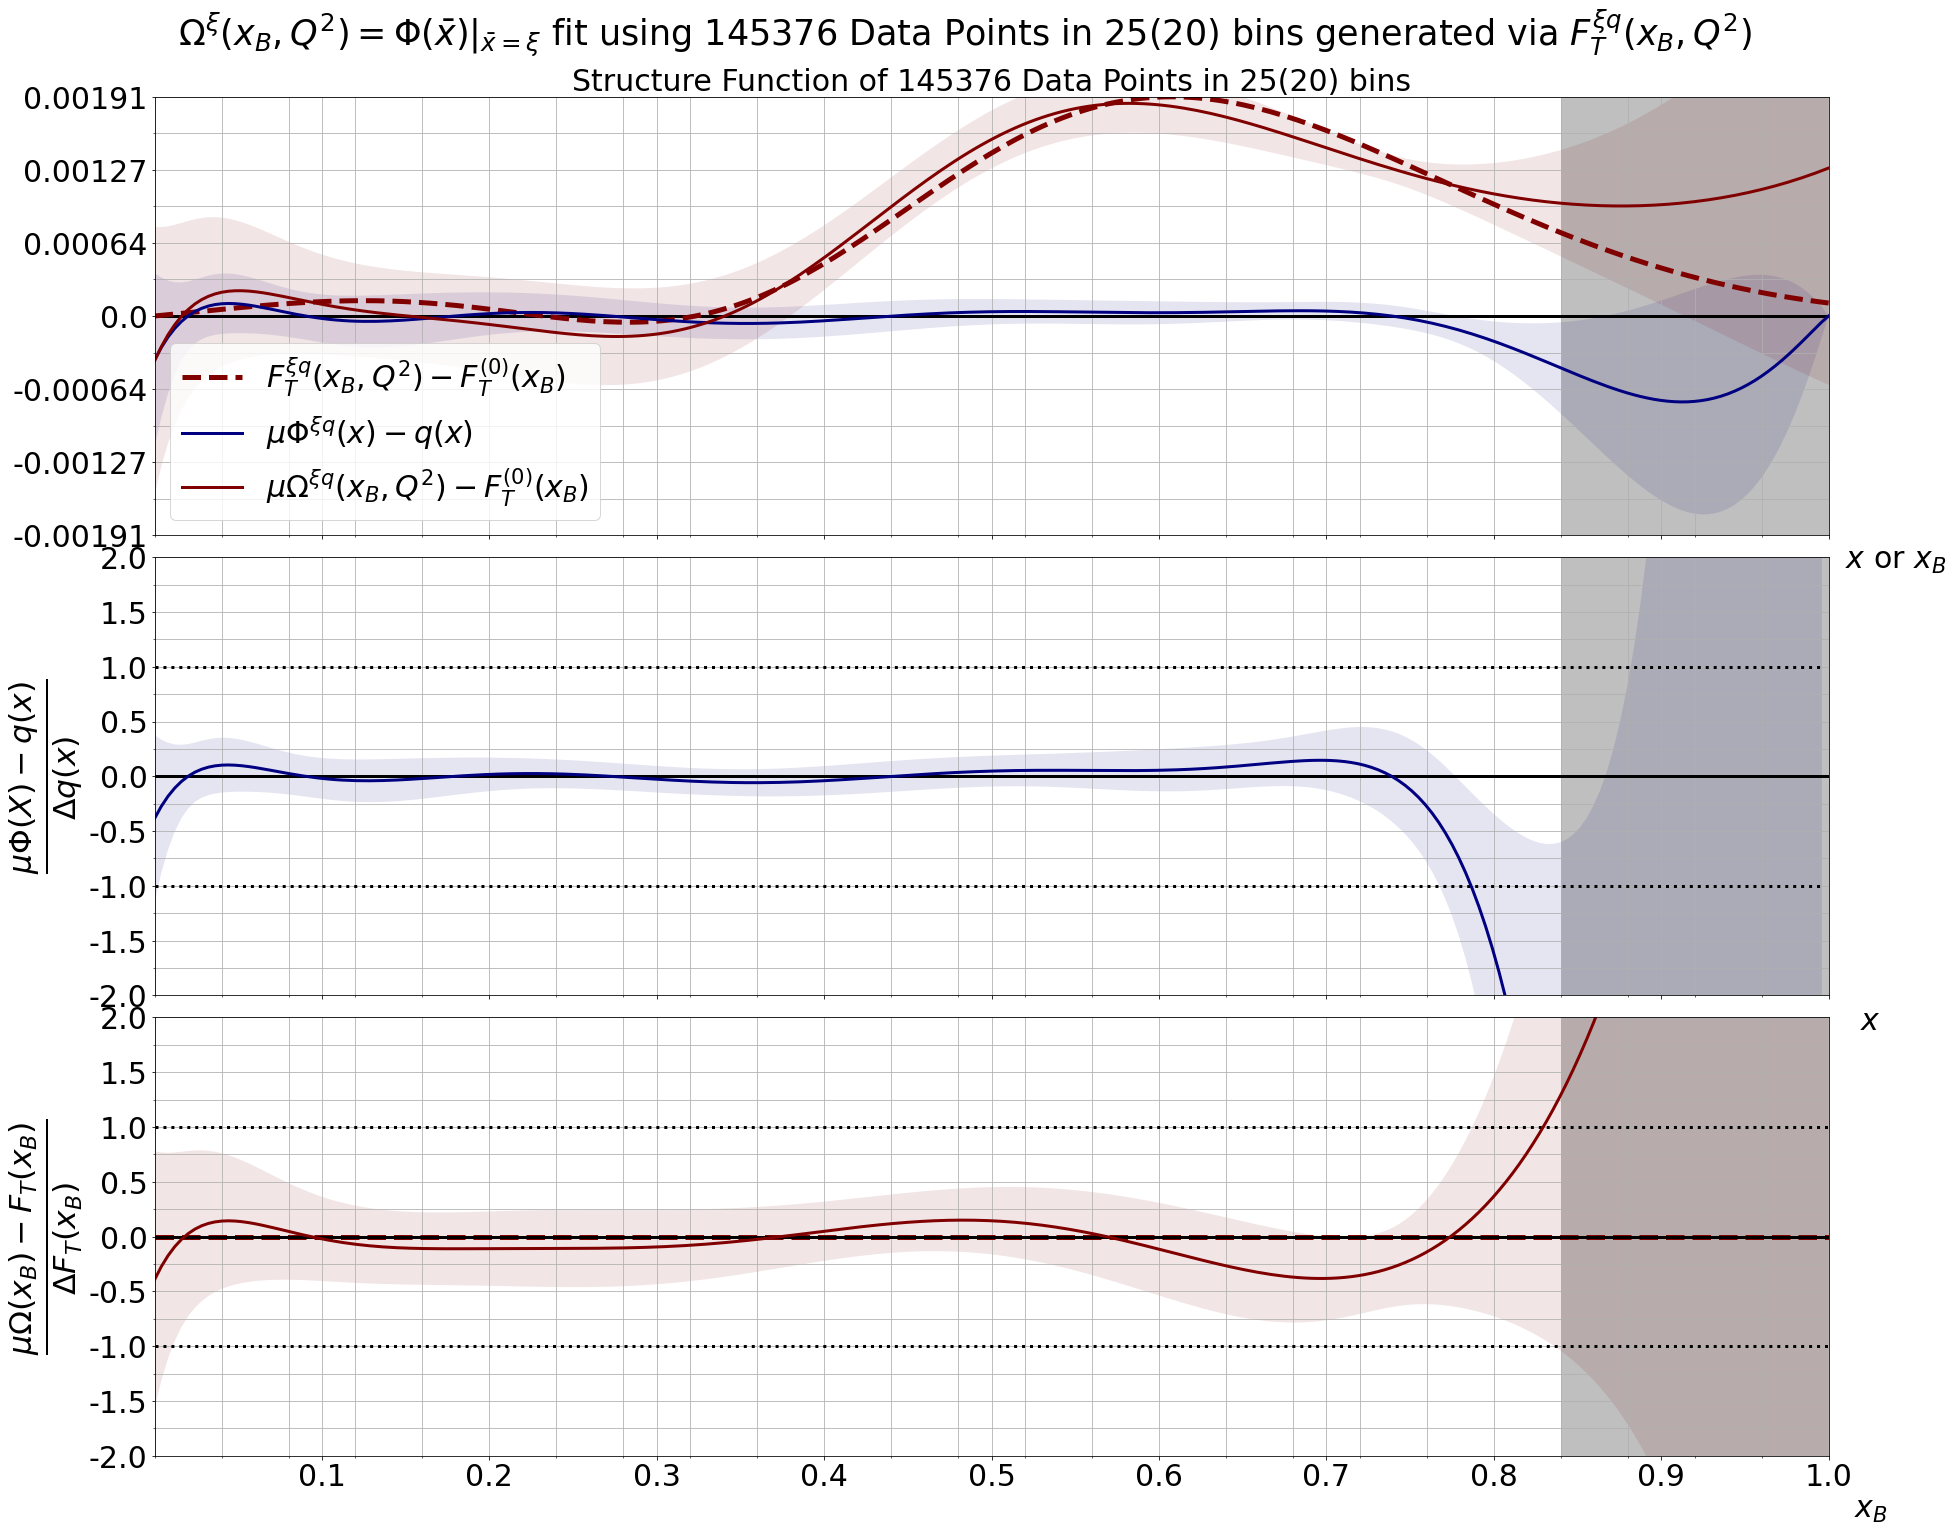 Ω^ξ(x_B, Q²) = Φ(x̄)|_{x̄=ξ} fit using 145376 Data Points in 25(20) bins generated via F_T^{ξq}(x_B, Q²)
Structure Function of 145376 Data Points in 25(20) bins
0.00191
0.00127
0.00064
0.0
-0.00064
-0.00127
-0.00191
F_T^{ξq}(x_B, Q²) − F_T^{(0)}(x_B)
μΦ^{ξq}(x) − q(x)
μΩ^{ξq}(x_B, Q²) − F_T^{(0)}(x_B)
x or x_B
μΦ(X) − q(x)
Δq(x)
2.0
1.5
1.0
0.5
0.0
-0.5
-1.0
-1.5
-2.0
x
μΩ(x_B) − F_T(x_B)
ΔF_T(x_B)
2.0
1.5
1.0
0.5
0.0
-0.5
-1.0
-1.5
-2.0
0.1 0.2 0.3 0.4 0.5 0.6 0.7 0.8 0.9 1.0
x_B